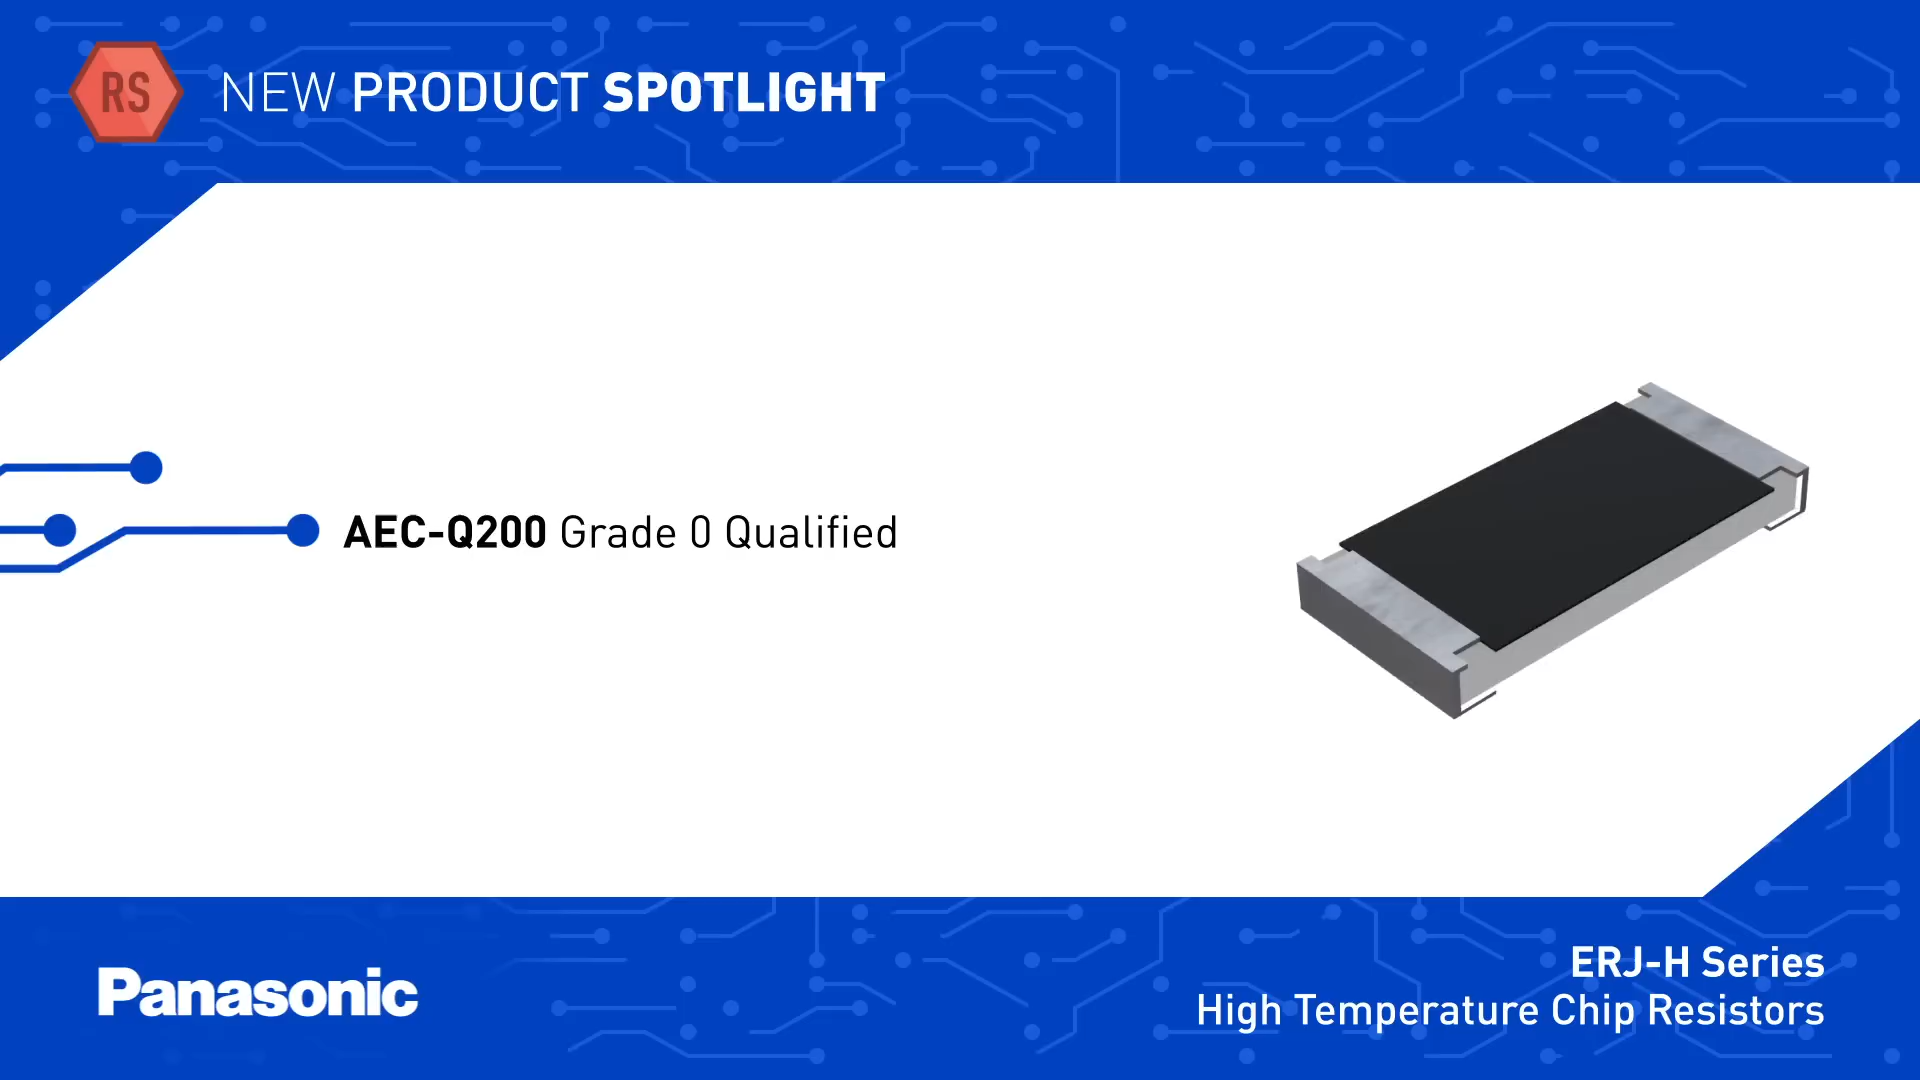 RS
NEW PRODUCT SPOTLIGHT
AEC-Q200 Grade 0 Qualified
Panasonic
ERJ-H Series
High Temperature Chip Resistors